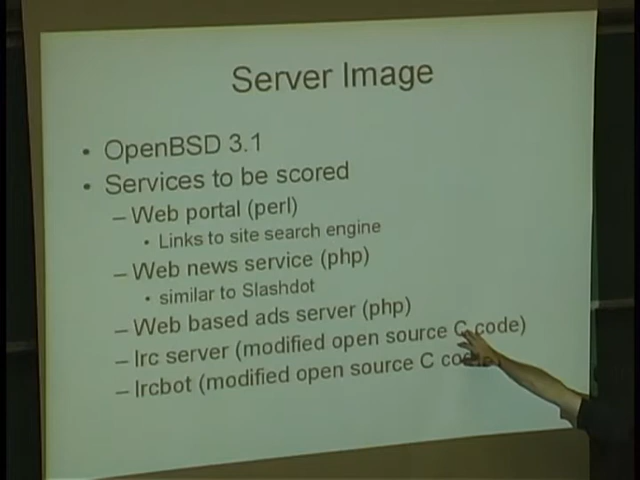 Server Image
• OpenBSD 3.1
• Services to be scored
– Web portal (perl)
• Links to site search engine
– Web news service (php)
• similar to Slashdot
– Web based ads server (php)
– Irc server (modified open source C code)
– Ircbot (modified open source C code)